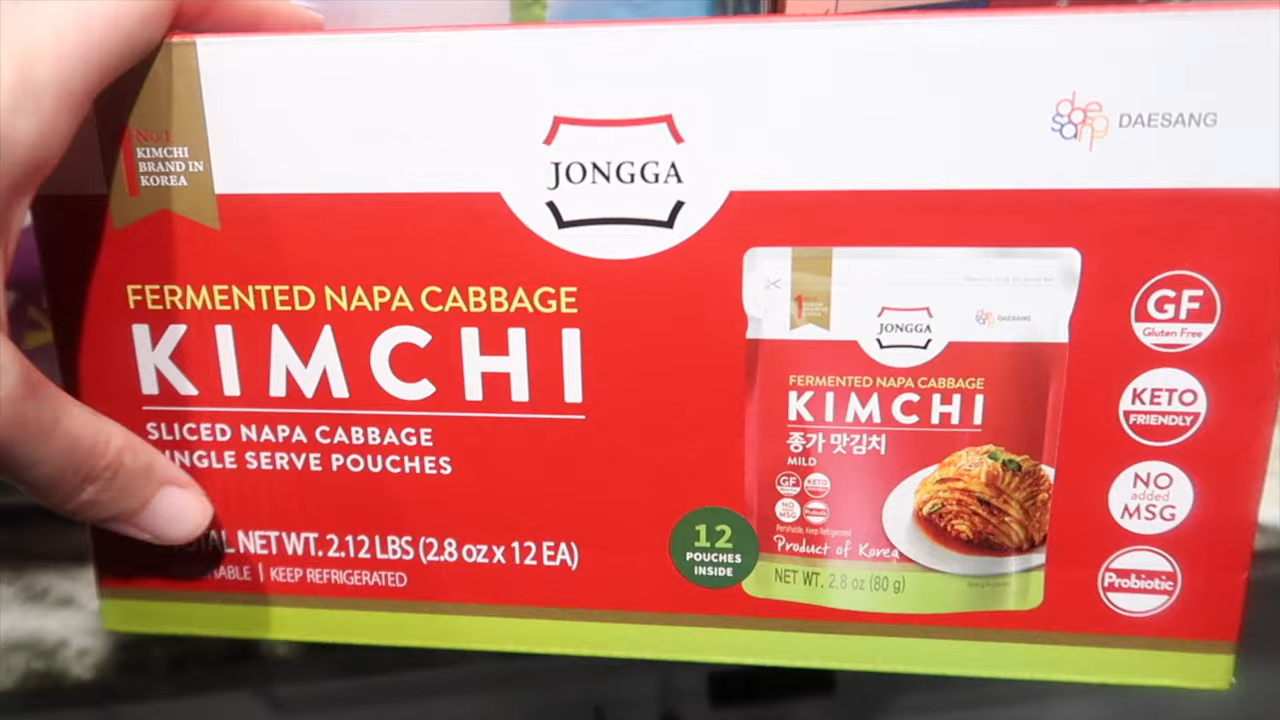 No.1
KIMCHI
BRAND IN
KOREA
JONGGA
dae
sang
DAESANG
FERMENTED NAPA CABBAGE
KIMCHI
SLICED NAPA CABBAGE
INGLE SERVE POUCHES
TOTAL NET WT. 2.12 LBS (2.8 oz x 12 EA)
HABLE | KEEP REFRIGERATED
12
POUCHES
INSIDE
JONGGA
DAESANG
FERMENTED NAPA CABBAGE
KIMCHI
종가 맛김치
MILD
GF
KETO
NO
MSG
Probiotic
Perishable, Keep Refrigerated
Product of Korea
NET WT. 2.8 oz (80 g)
GF
Gluten Free
KETO
FRIENDLY
NO
added
MSG
Probiotic